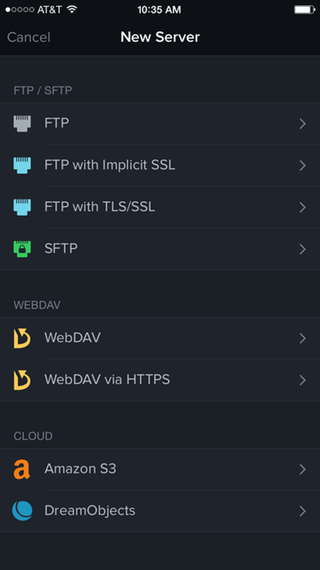 AT&T 10:35 AM
Cancel New Server
FTP / SFTP
FTP
FTP with Implicit SSL
FTP with TLS/SSL
SFTP
WEBDAV
WebDAV
WebDAV via HTTPS
CLOUD
Amazon S3
DreamObjects